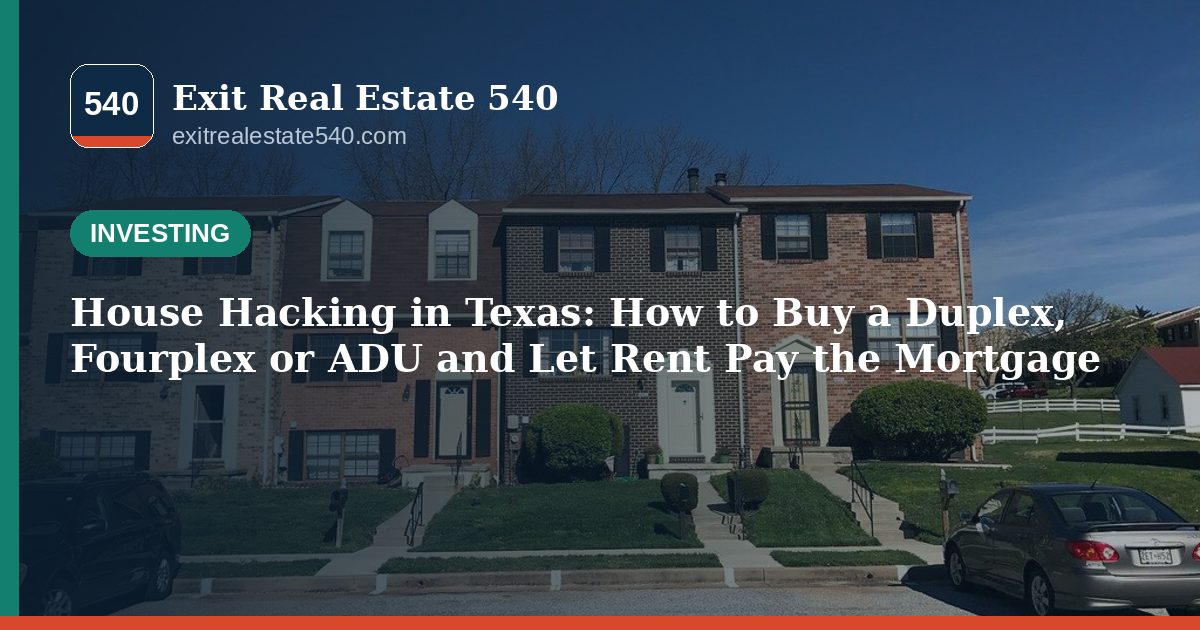 540
Exit Real Estate 540
exitrealestate540.com
INVESTING
House Hacking in Texas: How to Buy a Duplex,
Fourplex or ADU and Let Rent Pay the Mortgage